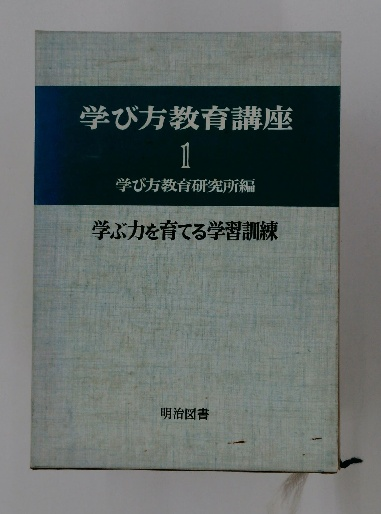 学び方教育講座
1
学び方教育研究所編
学ぶ力を育てる学習訓練
明治図書